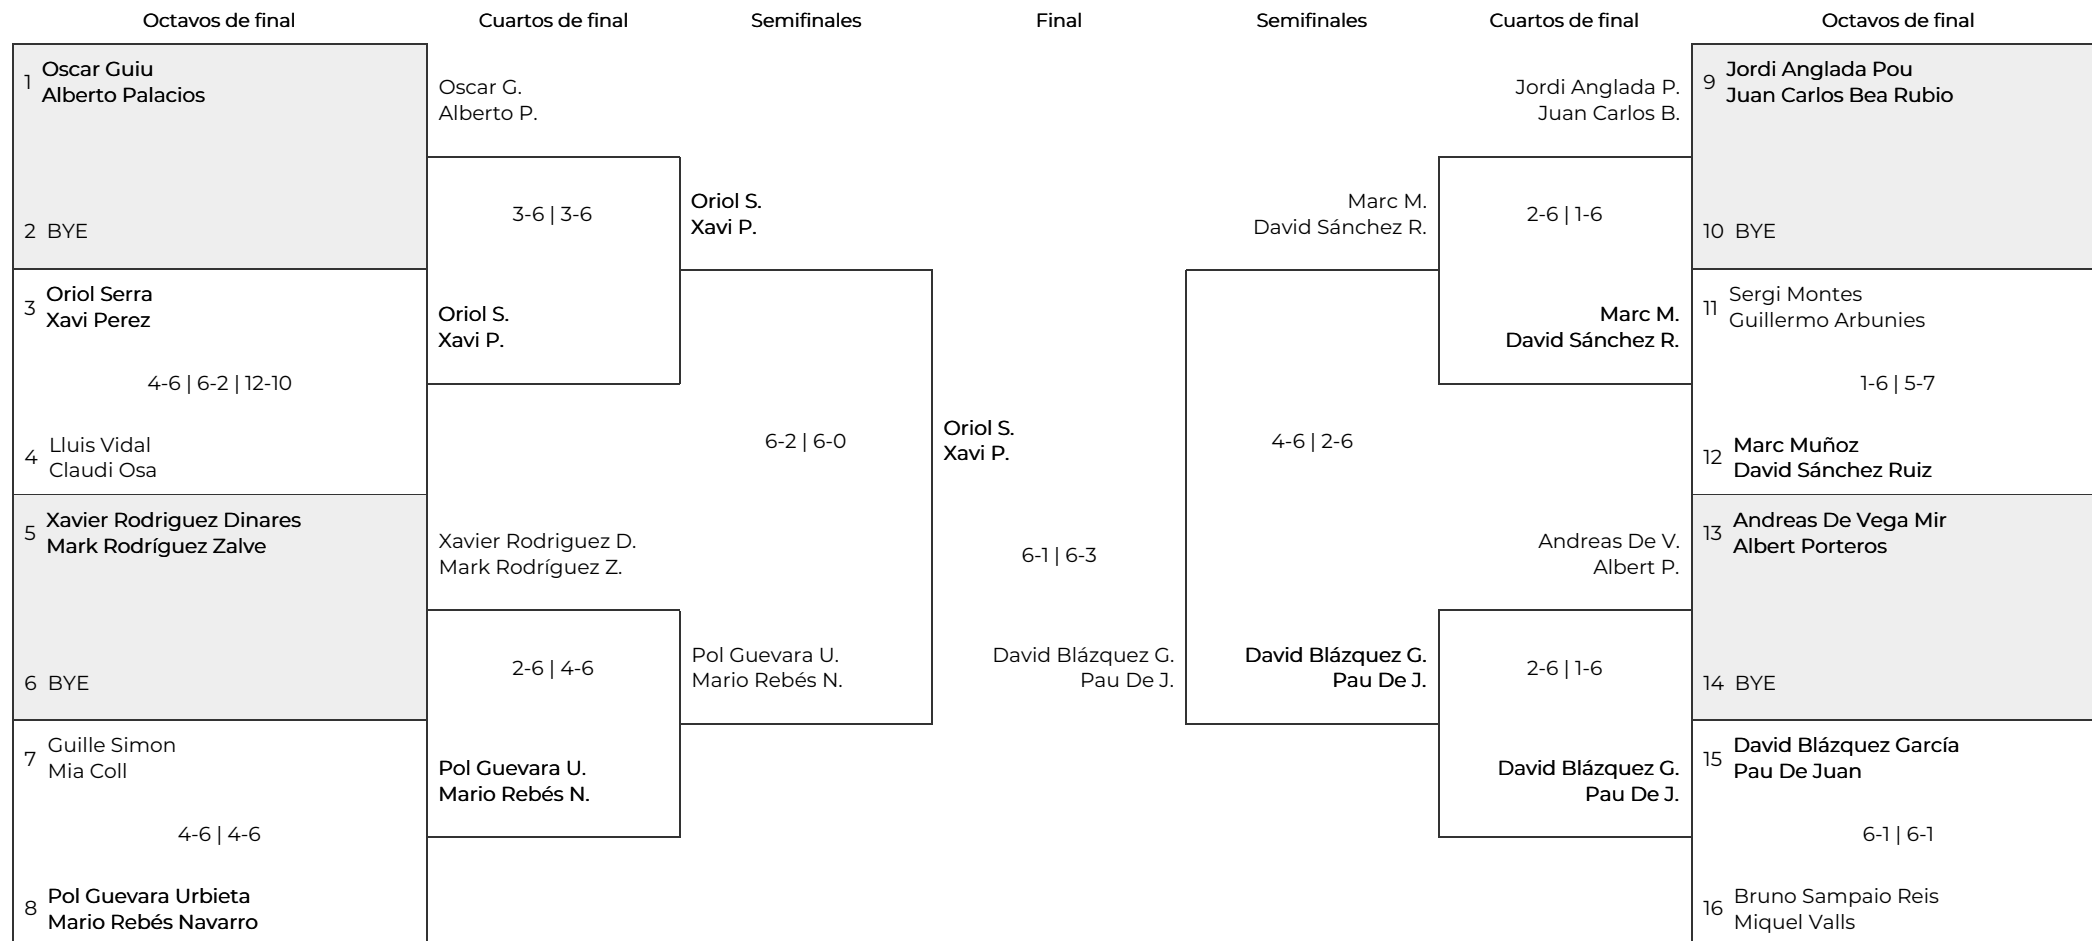 Octavos de final
Cuartos de final
Semifinales
Final
Semifinales
Cuartos de final
Octavos de final
1
Oscar Guiu
Alberto Palacios
2 BYE
3
Oriol Serra
Xavi Perez
4-6 | 6-2 | 12-10
4
Lluis Vidal
Claudi Osa
5
Xavier Rodriguez Dinares
Mark Rodríguez Zalve
6 BYE
7
Guille Simon
Mia Coll
4-6 | 4-6
8
Pol Guevara Urbieta
Mario Rebés Navarro
Oscar G.
Alberto P.
3-6 | 3-6
Oriol S.
Xavi P.
Xavier Rodriguez D.
Mark Rodríguez Z.
2-6 | 4-6
Pol Guevara U.
Mario Rebés N.
Oriol S.
Xavi P.
6-2 | 6-0
Pol Guevara U.
Mario Rebés N.
Oriol S.
Xavi P.
6-1 | 6-3
David Blázquez G.
Pau De J.
Marc M.
David Sánchez R.
4-6 | 2-6
David Blázquez G.
Pau De J.
Jordi Anglada P.
Juan Carlos B.
2-6 | 1-6
Marc M.
David Sánchez R.
Andreas De V.
Albert P.
2-6 | 1-6
David Blázquez G.
Pau De J.
9
Jordi Anglada Pou
Juan Carlos Bea Rubio
10 BYE
11
Sergi Montes
Guillermo Arbunies
1-6 | 5-7
12
Marc Muñoz
David Sánchez Ruiz
13
Andreas De Vega Mir
Albert Porteros
14 BYE
15
David Blázquez García
Pau De Juan
6-1 | 6-1
16
Bruno Sampaio Reis
Miquel Valls